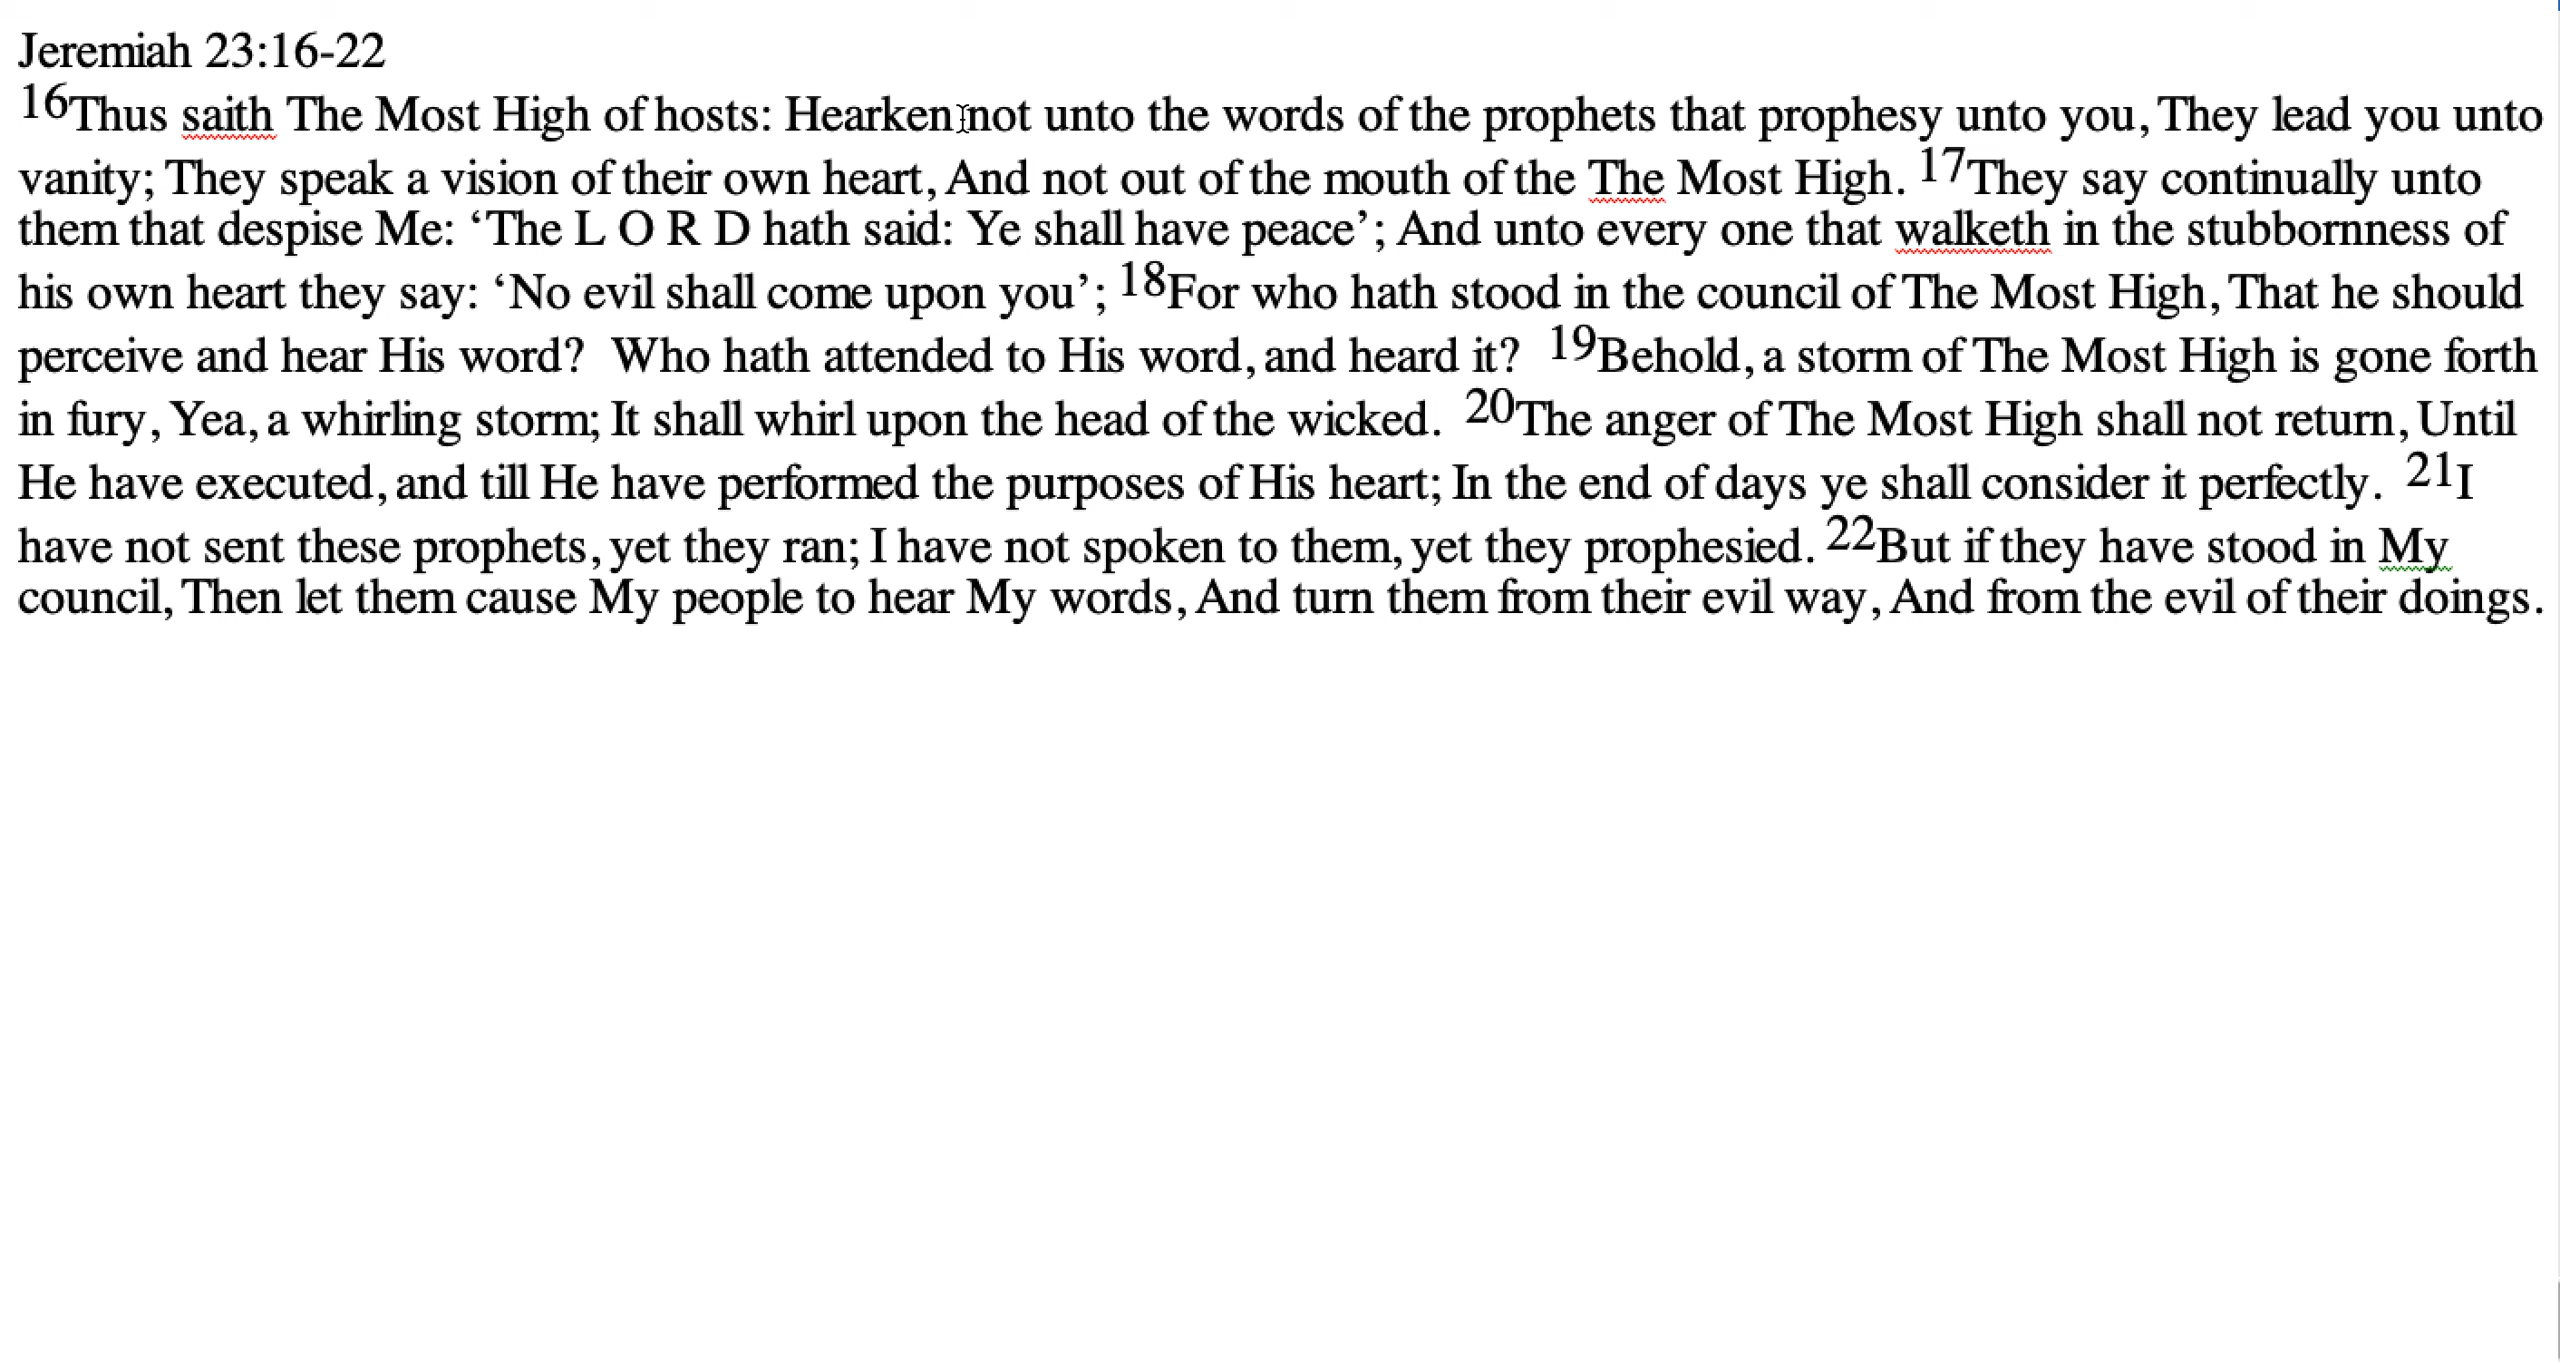 Jeremiah 23:16-22
16Thus saith The Most High of hosts: Hearken not unto the words of the prophets that prophesy unto you, They lead you unto
vanity; They speak a vision of their own heart, And not out of the mouth of the The Most High. 17They say continually unto
them that despise Me: ‘The L O R D hath said: Ye shall have peace’; And unto every one that walketh in the stubbornness of
his own heart they say: ‘No evil shall come upon you’; 18For who hath stood in the council of The Most High, That he should
perceive and hear His word?  Who hath attended to His word, and heard it?  19Behold, a storm of The Most High is gone forth
in fury, Yea, a whirling storm; It shall whirl upon the head of the wicked.  20The anger of The Most High shall not return, Until
He have executed, and till He have performed the purposes of His heart; In the end of days ye shall consider it perfectly.  21I
have not sent these prophets, yet they ran; I have not spoken to them, yet they prophesied. 22But if they have stood in My
council, Then let them cause My people to hear My words, And turn them from their evil way, And from the evil of their doings.